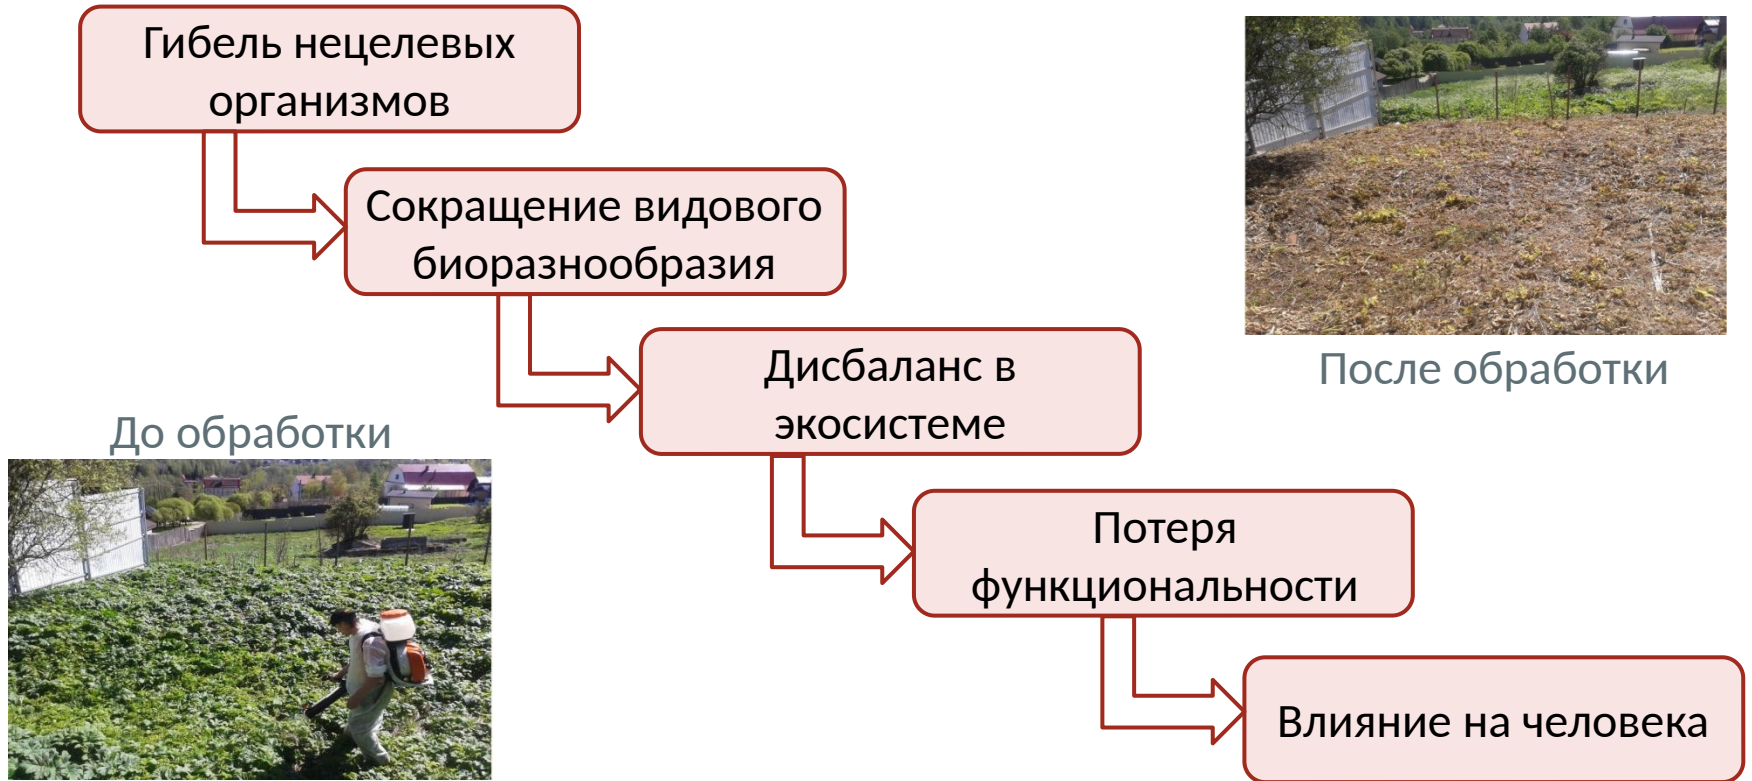 Гибель нецелевых
организмов
Сокращение видового
биоразнообразия
Дисбаланс в
экосистеме
После обработки
До обработки
Потеря
функциональности
Влияние на человека